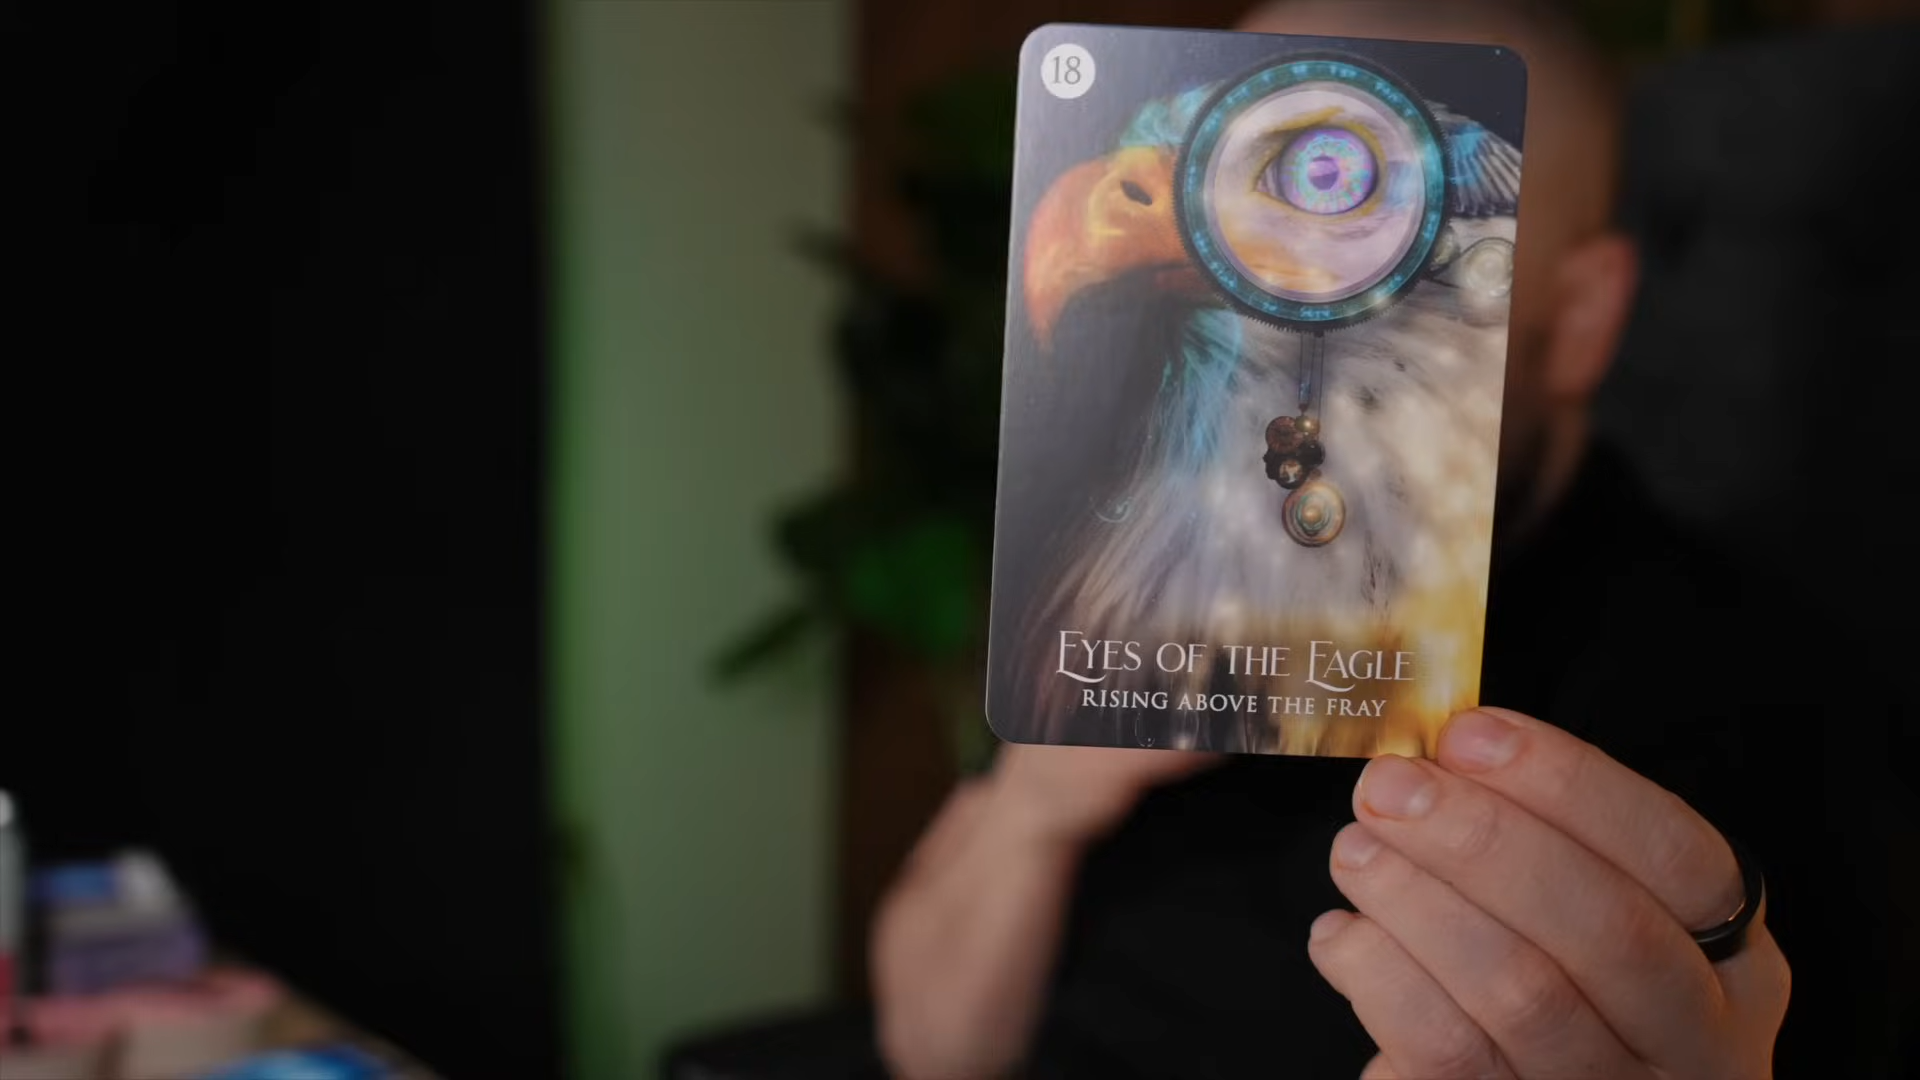 18
EYES OF THE EAGLE
RISING ABOVE THE FRAY